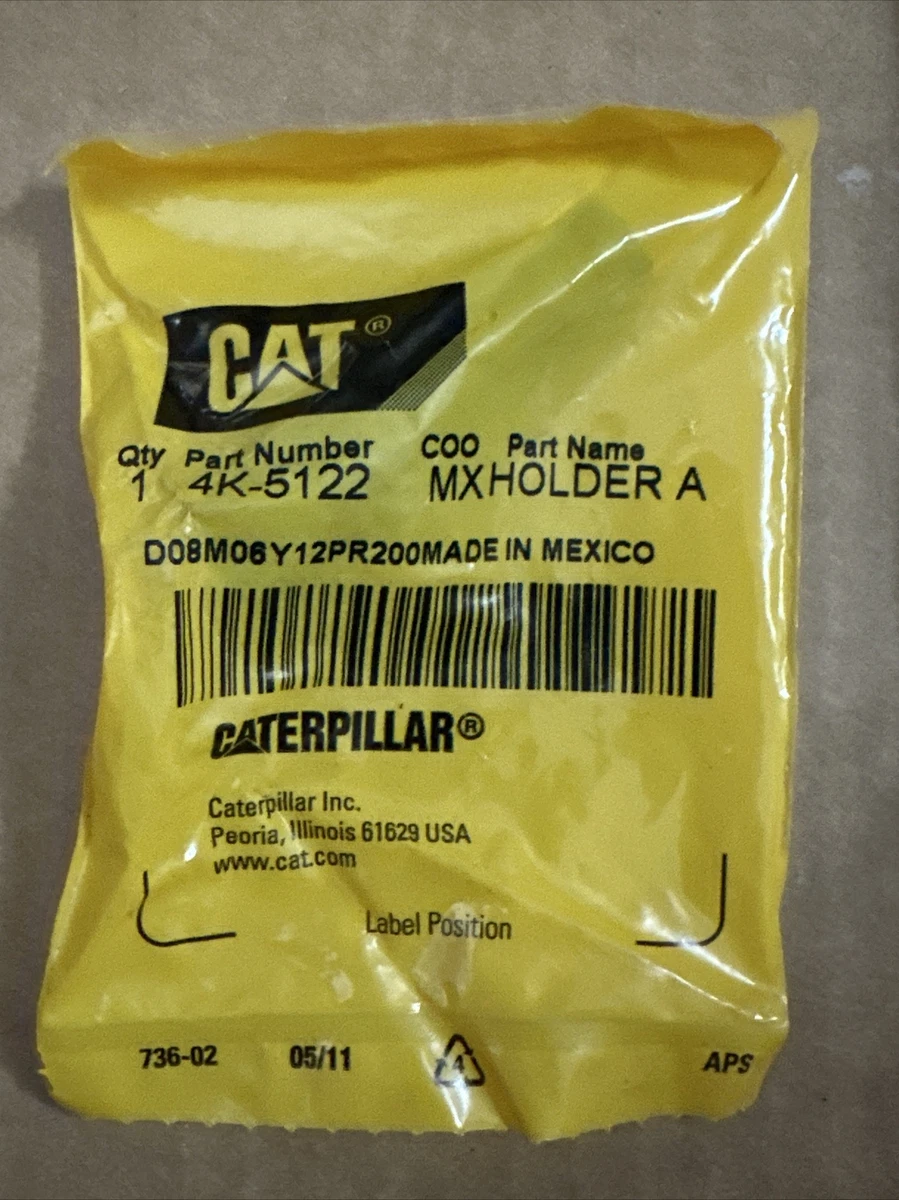 CAT®
Qty Part Number COO Part Name
1 4K-5122 MXHOLDER A
D08M06Y12PR200MADE IN MEXICO
CATERPILLAR®
Caterpillar Inc.
Peoria, Illinois 61629 USA
www.cat.com
Label Position
736-02 05/11 4 APS